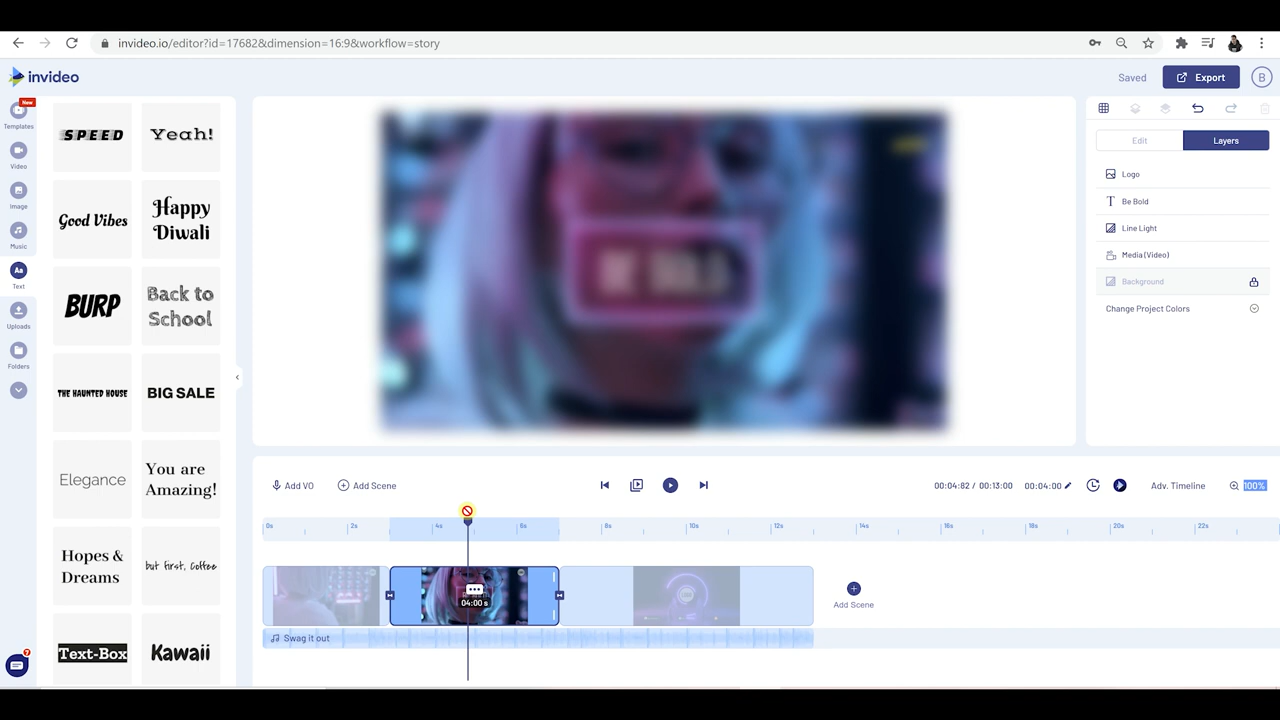 invideo.io/editor?id=17682&dimension=16:9&workflow=story
invideo
Saved
Export
B
New
Templates
Video
Image
Music
Aa
Text
Uploads
Folders
7
SPEED
Yeah!
Good Vibes
Happy
Diwali
BURP
Back to
School
THE HAUNTED HOUSE
BIG SALE
Elegance
You are
Amazing!
Hopes &
Dreams
but first, Coffee
Text-Box
Kawaii
BE BOLD
Edit
Layers
Logo
Be Bold
Line Light
Media (Video)
Background
Change Project Colors
Add VO
Add Scene
00:04:82 / 00:13:00
00:04:00
Adv. Timeline
100%
0s
2s
4s
6s
8s
10s
12s
14s
16s
18s
20s
22s
04:00 s
Add Scene
Swag it out